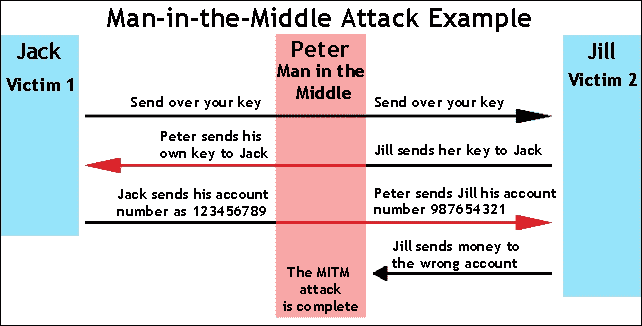 Man-in-the-Middle Attack Example
Jack
Victim 1
Peter
Man in the
Middle
Jill
Victim 2
Send over your key
Send over your key
Peter sends his
own key to Jack
Jill sends her key to Jack
Jack sends his account
number as 123456789
Peter sends Jill his account
number 987654321
Jill sends money to
the wrong account
The MITM
attack
is complete